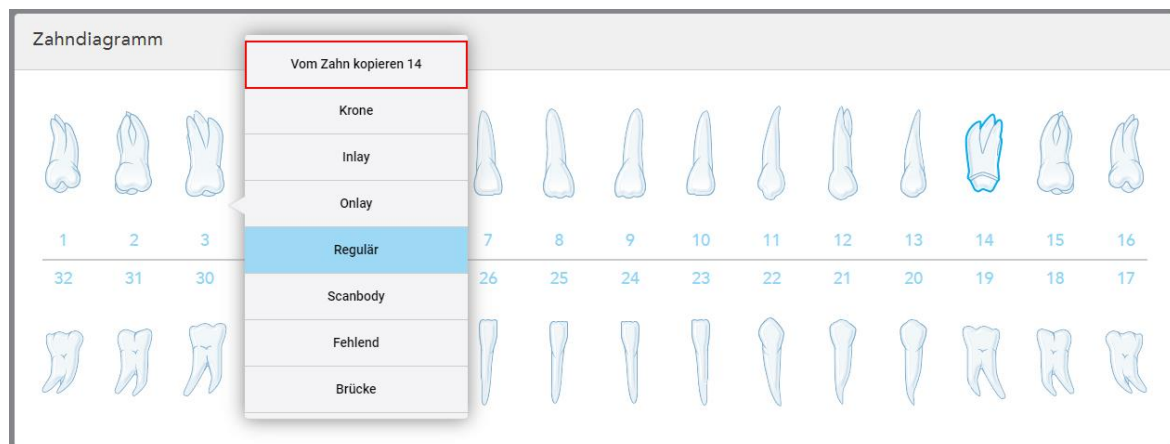 Zahndiagramm
Vom Zahn kopieren 14
Krone
Inlay
Onlay
Regulär
Scanbody
Fehlend
Brücke
1 2 3 7 8 9 10 11 12 13 14 15 16
32 31 30 26 25 24 23 22 21 20 19 18 17